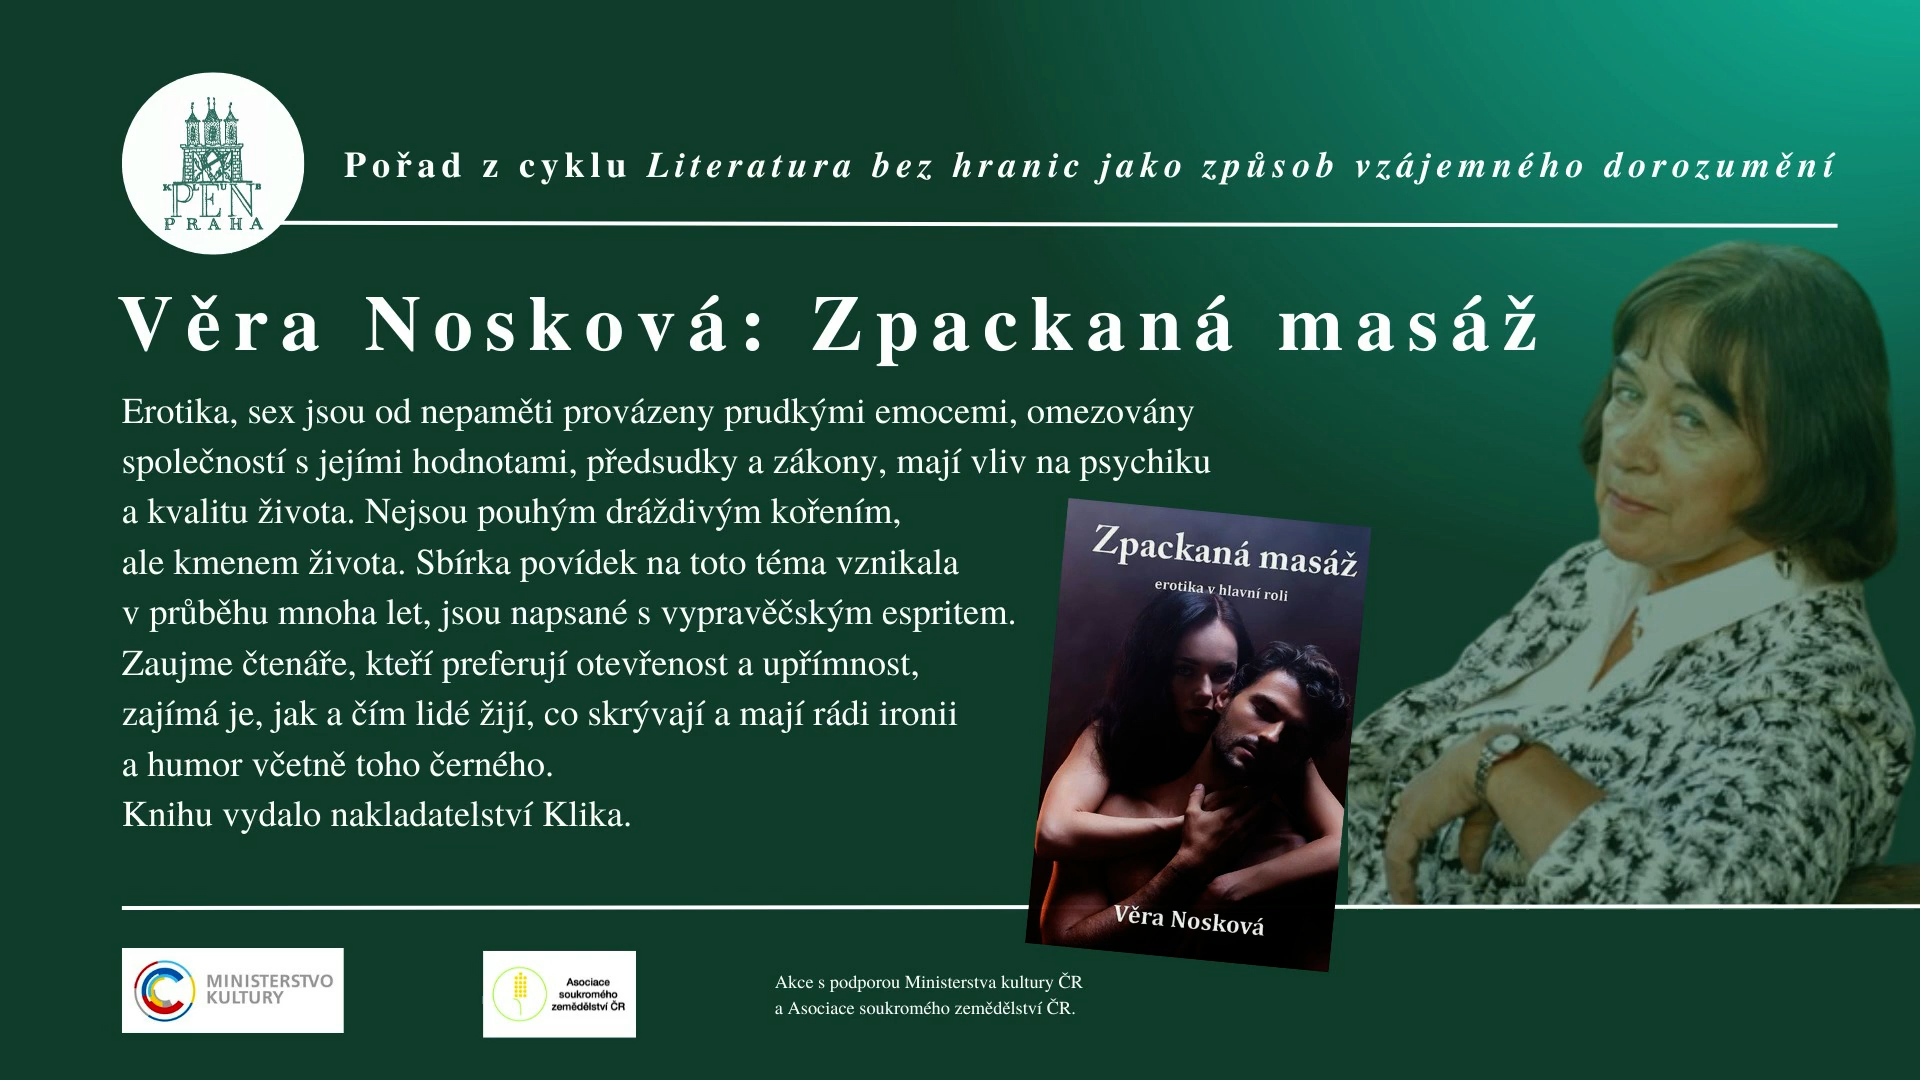 KLUB
PEN
PRAHA
Pořad z cyklu Literatura bez hranic jako způsob vzájemného dorozumění
Věra Nosková: Zpackaná masáž
Erotika, sex jsou od nepaměti provázeny prudkými emocemi, omezovány
společností s jejími hodnotami, předsudky a zákony, mají vliv na psychiku
a kvalitu života. Nejsou pouhým dráždivým kořením,
ale kmenem života. Sbírka povídek na toto téma vznikala
v průběhu mnoha let, jsou napsané s vypravěčským espritem.
Zaujme čtenáře, kteří preferují otevřenost a upřímnost,
zajímá je, jak a čím lidé žijí, co skrývají a mají rádi ironii
a humor včetně toho černého.
Knihu vydalo nakladatelství Klika.
Zpackaná masáž
erotika v hlavní roli
Věra Nosková
MINISTERSTVO
KULTURY
Asociace
soukromého
zemědělství ČR
Akce s podporou Ministerstva kultury ČR
a Asociace soukromého zemědělství ČR.